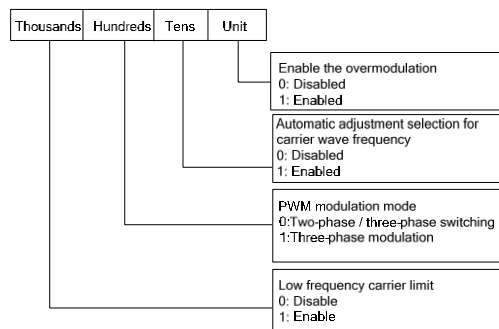 Thousands Hundreds Tens Unit
Enable the overmodulation
0: Disabled
1: Enabled
Automatic adjustment selection for
carrier wave frequency
0: Disabled
1: Enabled
PWM modulation mode
0:Two-phase / three-phase switching
1:Three-phase modulation
Low frequency carrier limit
0: Disable
1: Enable